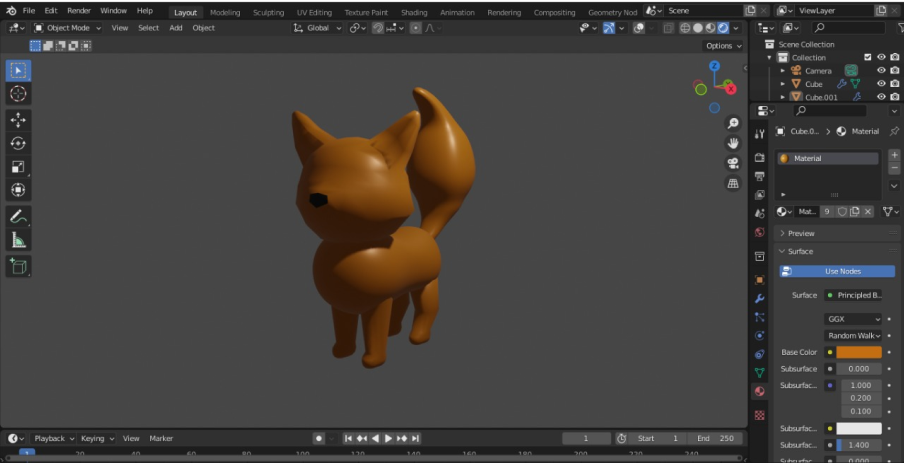 File Edit Render Window Help Layout Modeling Sculpting UV Editing Texture Paint Shading Animation Rendering Compositing Geometry Nod Scene ViewLayer
Object Mode View Select Add Object Global
Options
Scene Collection
Collection
Camera
Cube
Cube.001
Z
X
Cube.0... > Material
Material
Mat... 9
Preview
Surface
Use Nodes
Surface Principled B...
GGX
Random Walk
Base Color
Subsurface 0.000
Subsurfac... 1.000
0.200
0.100
Subsurfac...
Subsurfac... 1.400
Subsurfac... 0.000
Playback Keying View Marker 1 Start 1 End 250
1 20 40 60 80 100 120 140 160 180 200 220 240